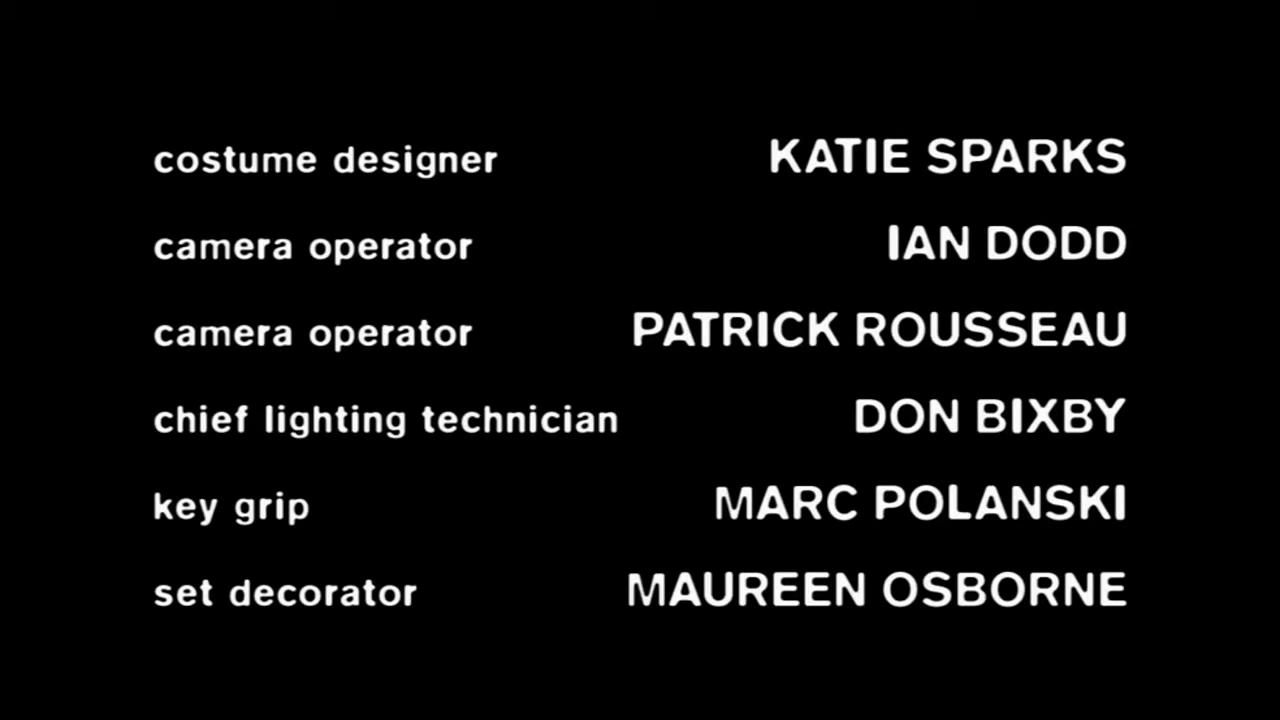 costume designer KATIE SPARKS
camera operator IAN DODD
camera operator PATRICK ROUSSEAU
chief lighting technician DON BIXBY
key grip MARC POLANSKI
set decorator MAUREEN OSBORNE